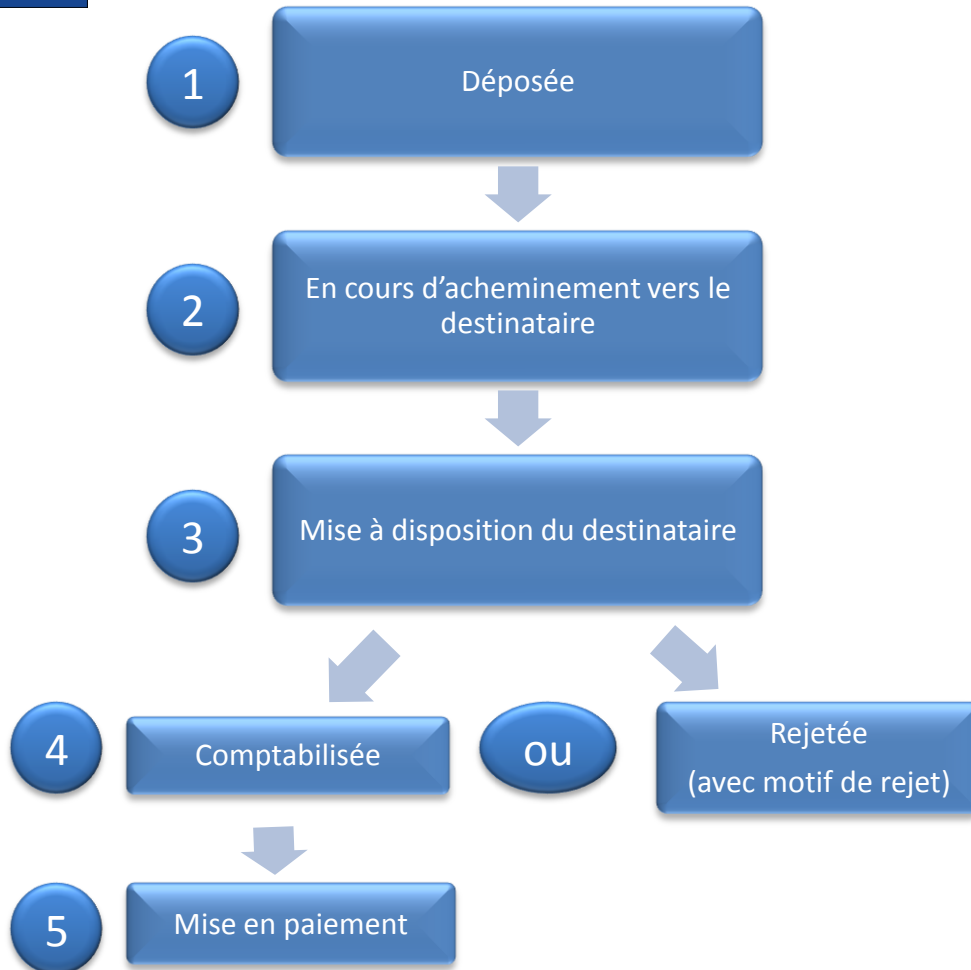 1
Déposée
2
En cours d’acheminement vers le
destinataire
3
Mise à disposition du destinataire
4
Comptabilisée
ou
Rejetée
(avec motif de rejet)
5
Mise en paiement